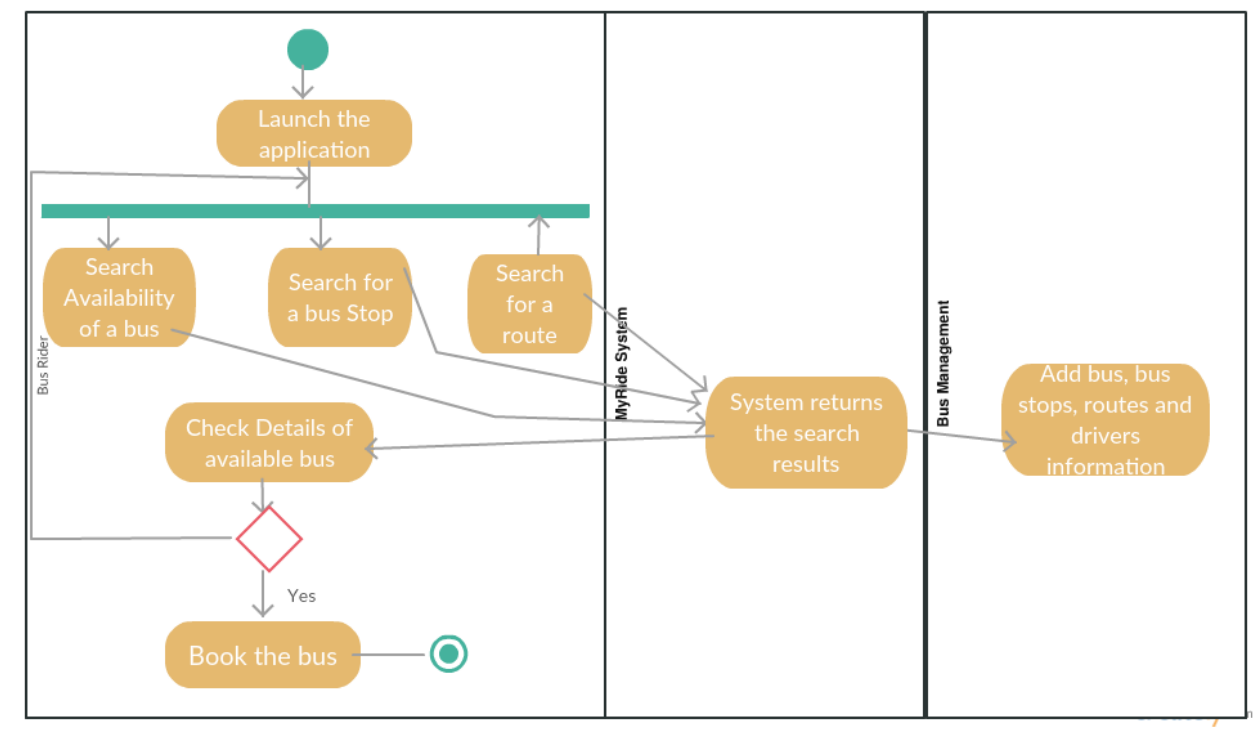 Launch the
application
Search
Availability
of a bus
Search for
a bus Stop
Search
for a
route
Bus Rider
MyRide System
Bus Management
System returns
the search
results
Add bus, bus
stops, routes and
drivers
information
Check Details of
available bus
Yes
Book the bus